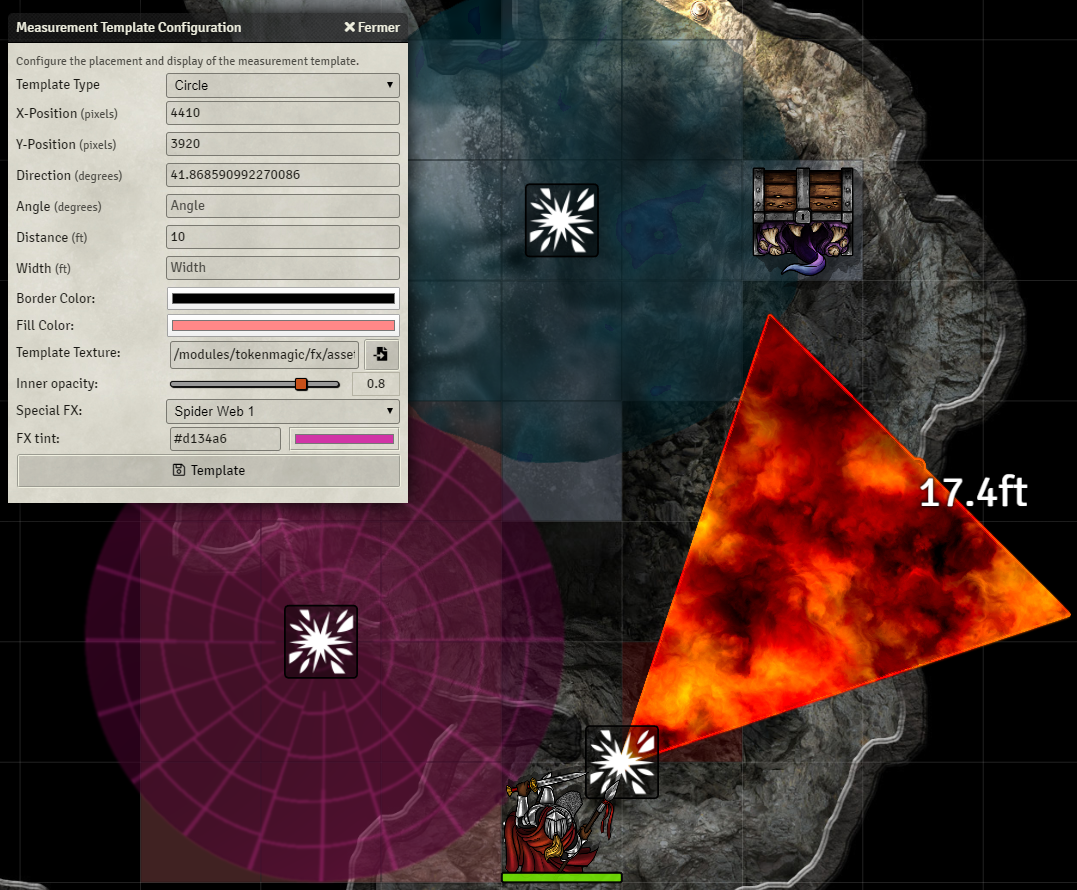 Measurement Template Configuration
Fermer
Configure the placement and display of the measurement template.
Template Type
Circle
X-Position (pixels)
4410
Y-Position (pixels)
3920
Direction (degrees)
41.868590992270086
Angle (degrees)
Angle
Distance (ft)
10
Width (ft)
Width
Border Color:
Fill Color:
Template Texture:
/modules/tokenmagic/fx/asse
Inner opacity:
0.8
Special FX:
Spider Web 1
FX tint:
#d134a6
Template
17.4ft